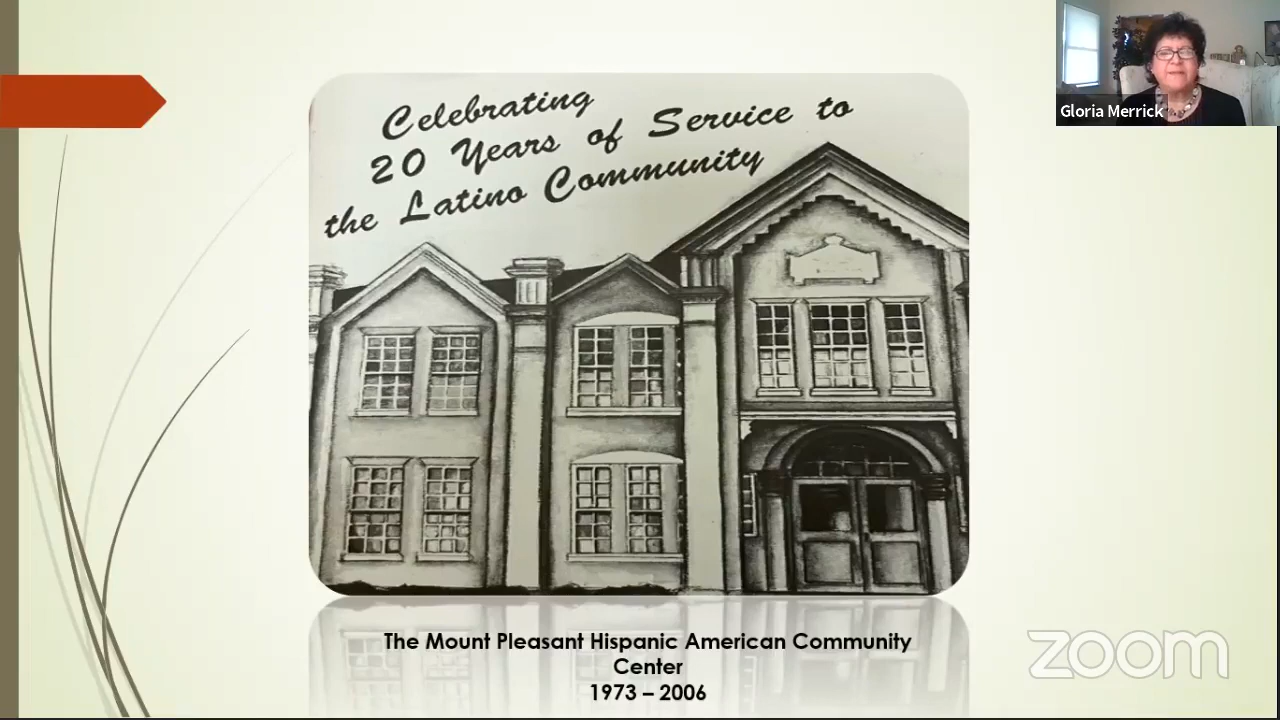 Celebrating
20 Years of Service to
the Latino Community
Gloria Merrick
The Mount Pleasant Hispanic American Community
Center
1973 – 2006
zoom